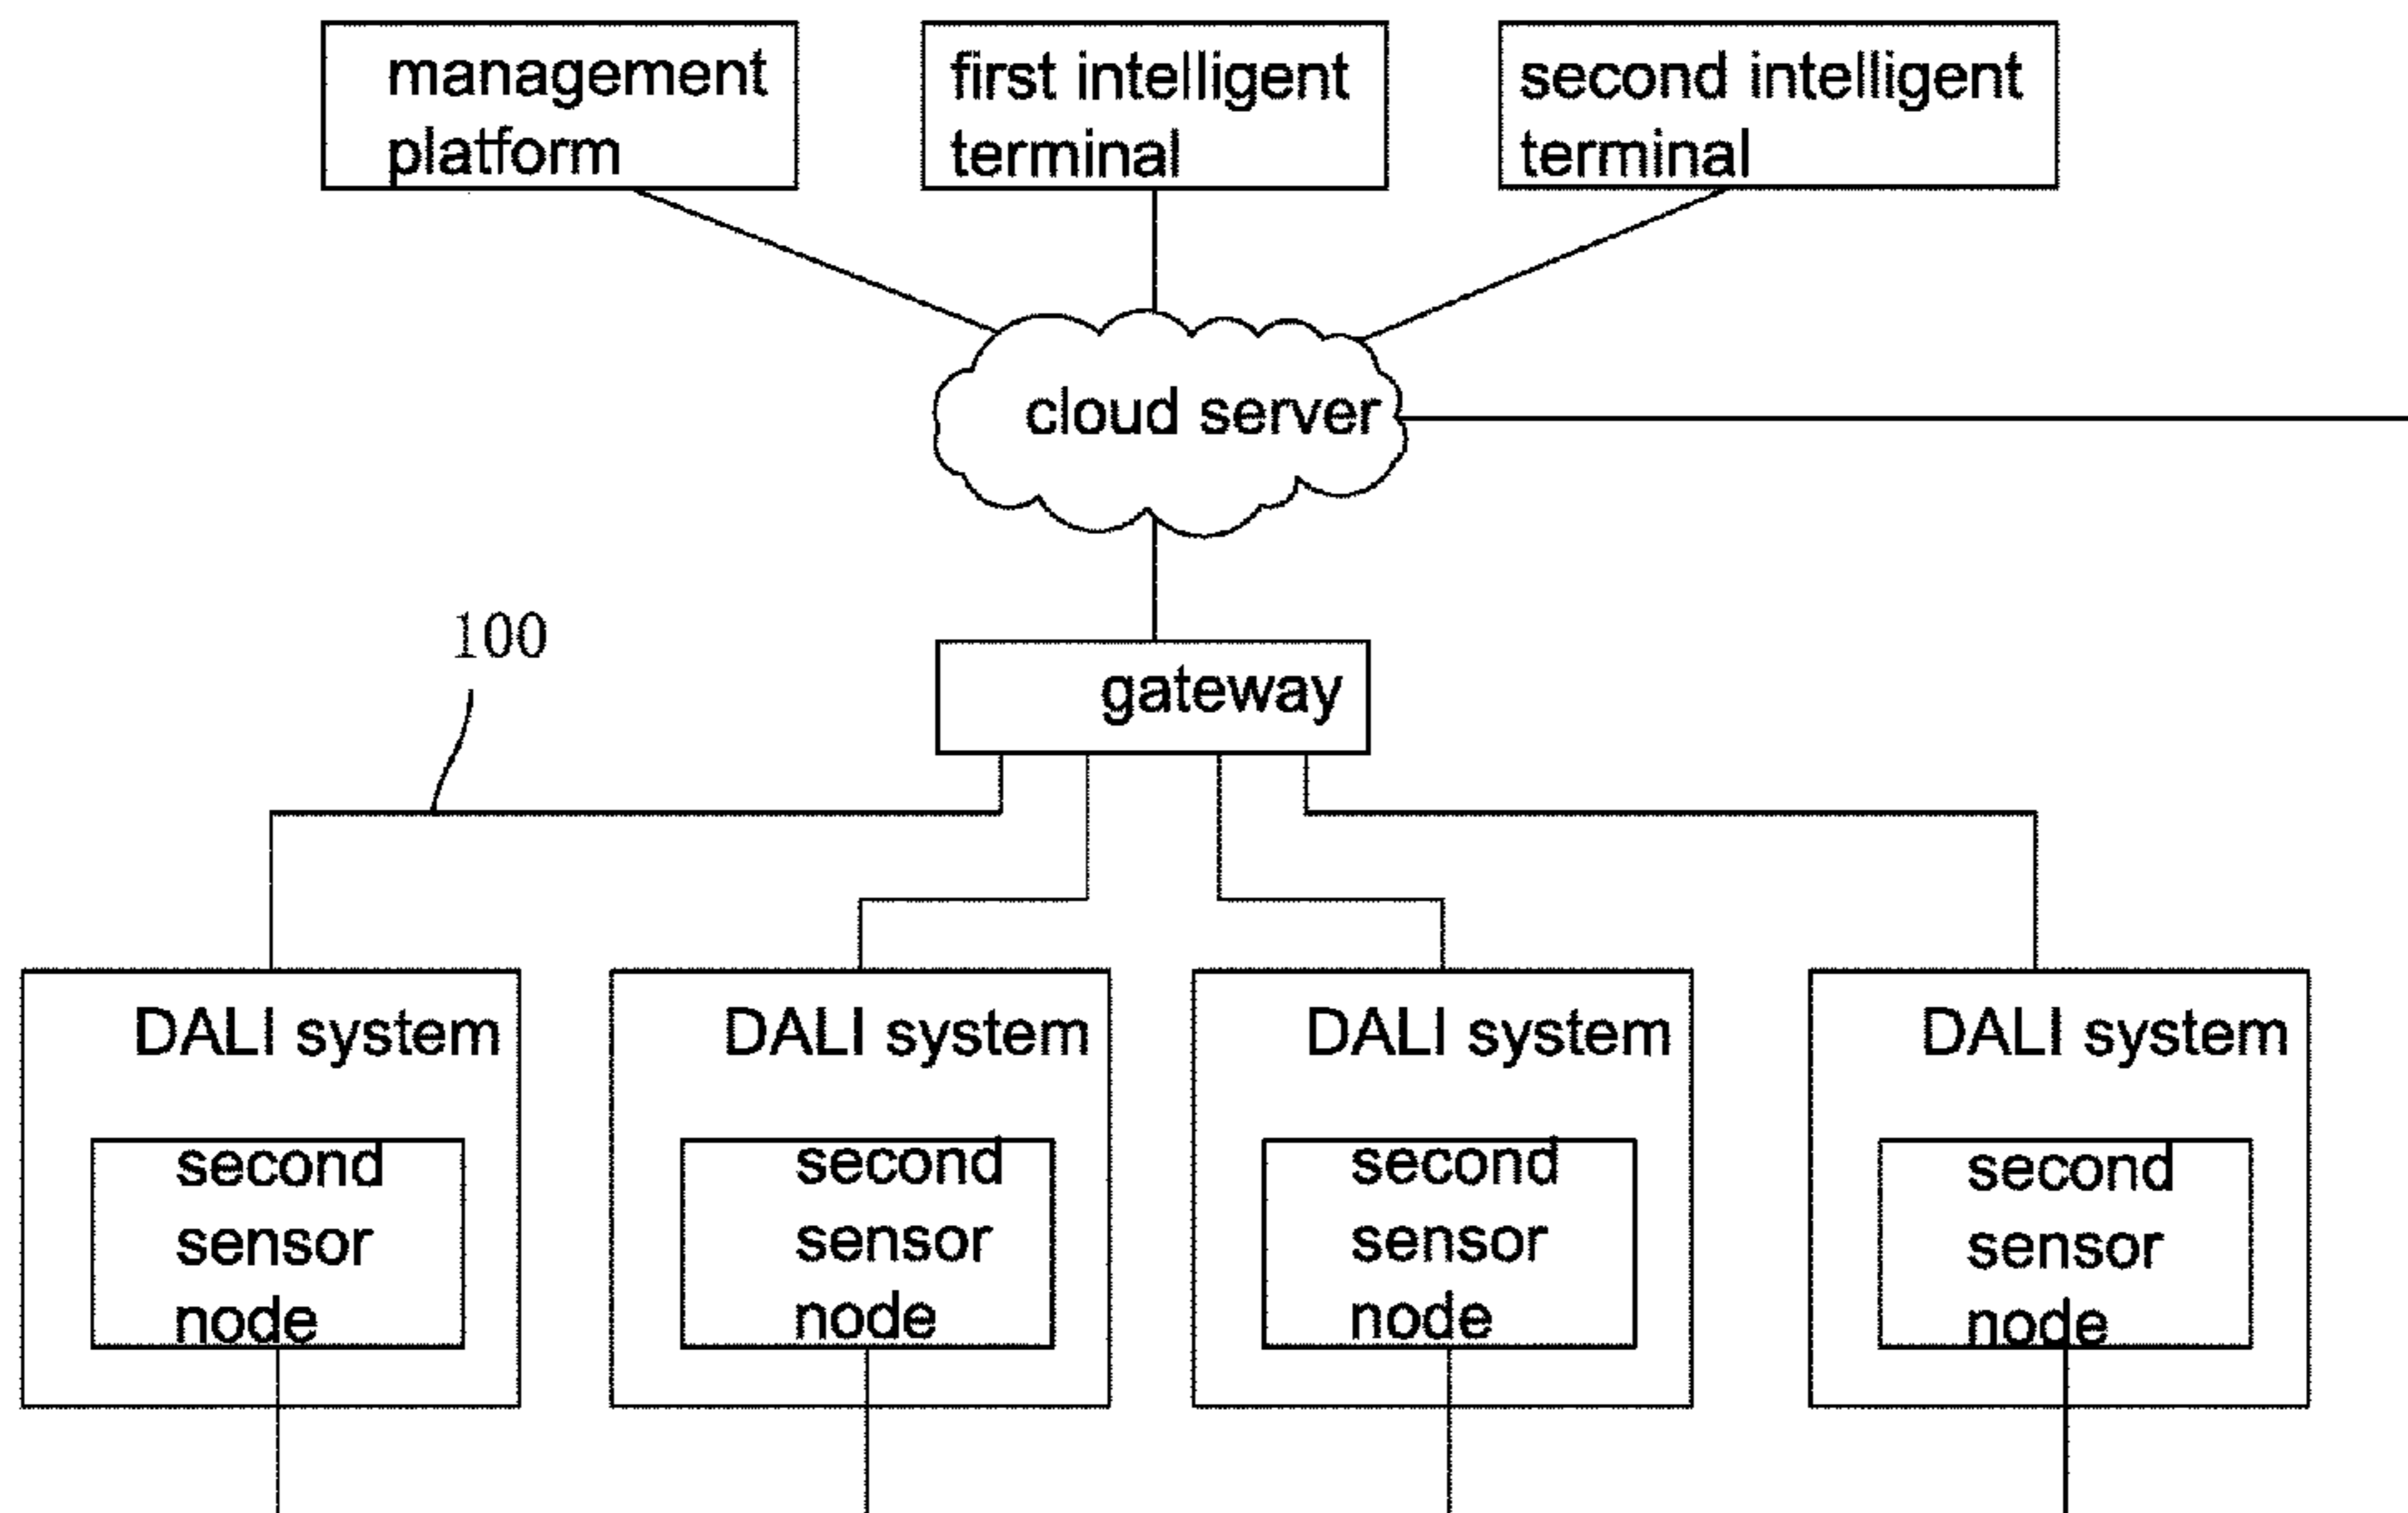 management
platform
first intelligent
terminal
second intelligent
terminal
cloud server
100
gateway
DALI system
second
sensor
node
DALI system
second
sensor
node
DALI system
second
sensor
node
DALI system
second
sensor
node